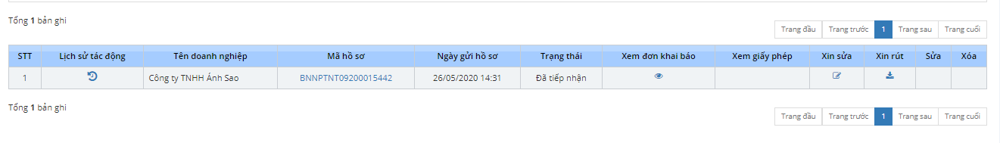 Tổng 1 bản ghi
Trang đầu Trang trước 1 Trang sau Trang cuối
STT Lịch sử tác động Tên doanh nghiệp Mã hồ sơ Ngày gửi hồ sơ Trạng thái Xem đơn khai báo Xem giấy phép Xin sửa Xin rút Sửa Xóa
1 Công ty TNHH Ánh Sao BNNPTNT09200015442 26/05/2020 14:31 Đã tiếp nhận
Tổng 1 bản ghi
Trang đầu Trang trước 1 Trang sau Trang cuối